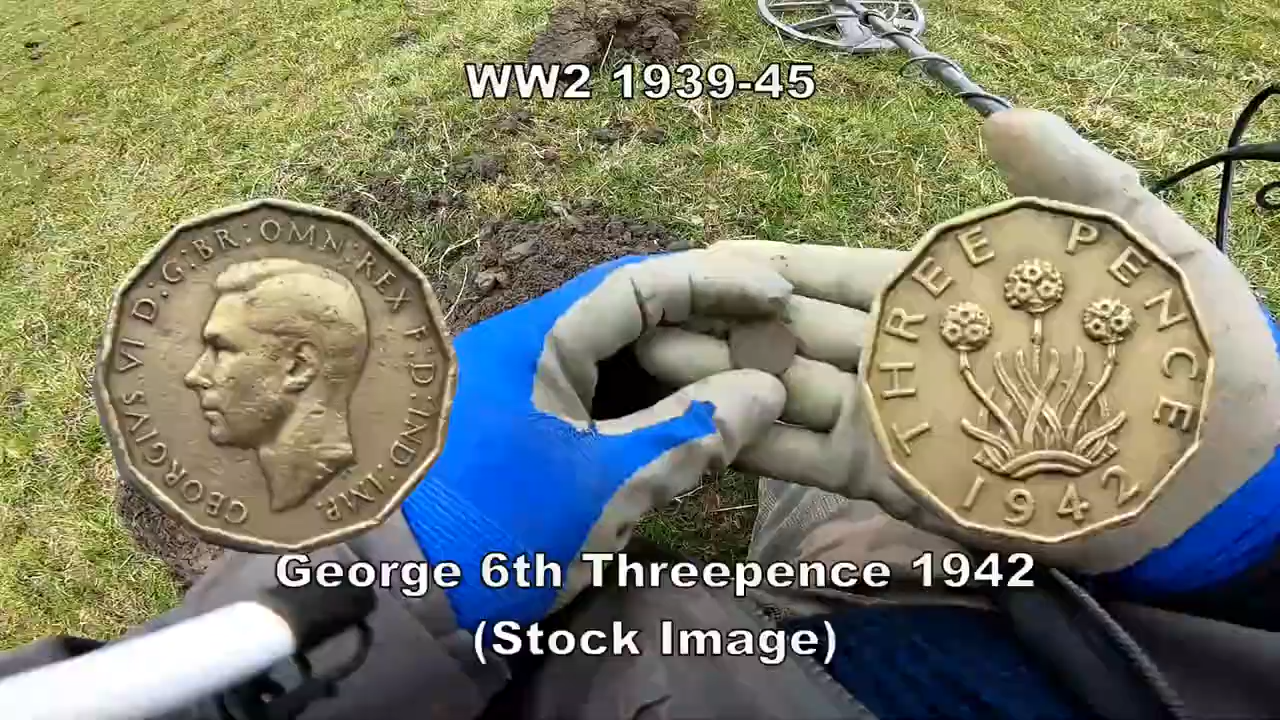 WW2 1939-45
GEORGIVS VI D:G:BR:OMN:REX F:D:IND:IMP.
THREE PENCE
1942
George 6th Threepence 1942
(Stock Image)